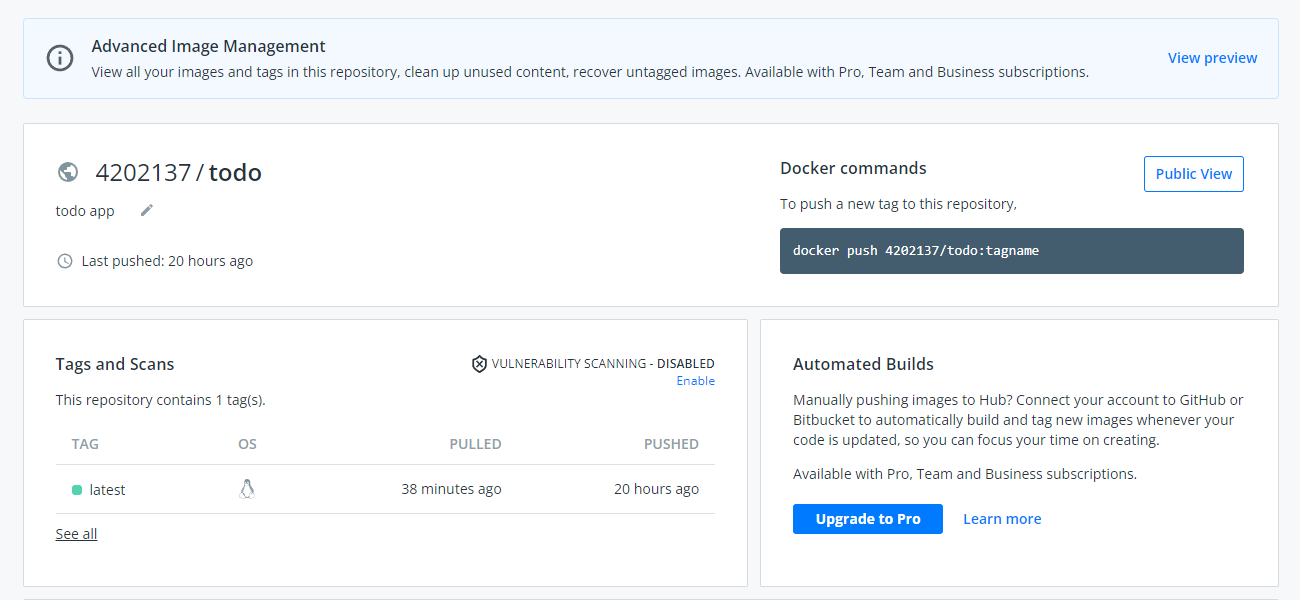 Advanced Image Management
View all your images and tags in this repository, clean up unused content, recover untagged images. Available with Pro, Team and Business subscriptions.
View preview
4202137 / todo
todo app
Last pushed: 20 hours ago
Docker commands
Public View
To push a new tag to this repository,
docker push 4202137/todo:tagname
Tags and Scans
VULNERABILITY SCANNING - DISABLED
Enable
This repository contains 1 tag(s).
TAG OS PULLED PUSHED
latest 38 minutes ago 20 hours ago
See all
Automated Builds
Manually pushing images to Hub? Connect your account to GitHub or
Bitbucket to automatically build and tag new images whenever your
code is updated, so you can focus your time on creating.
Available with Pro, Team and Business subscriptions.
Upgrade to Pro
Learn more